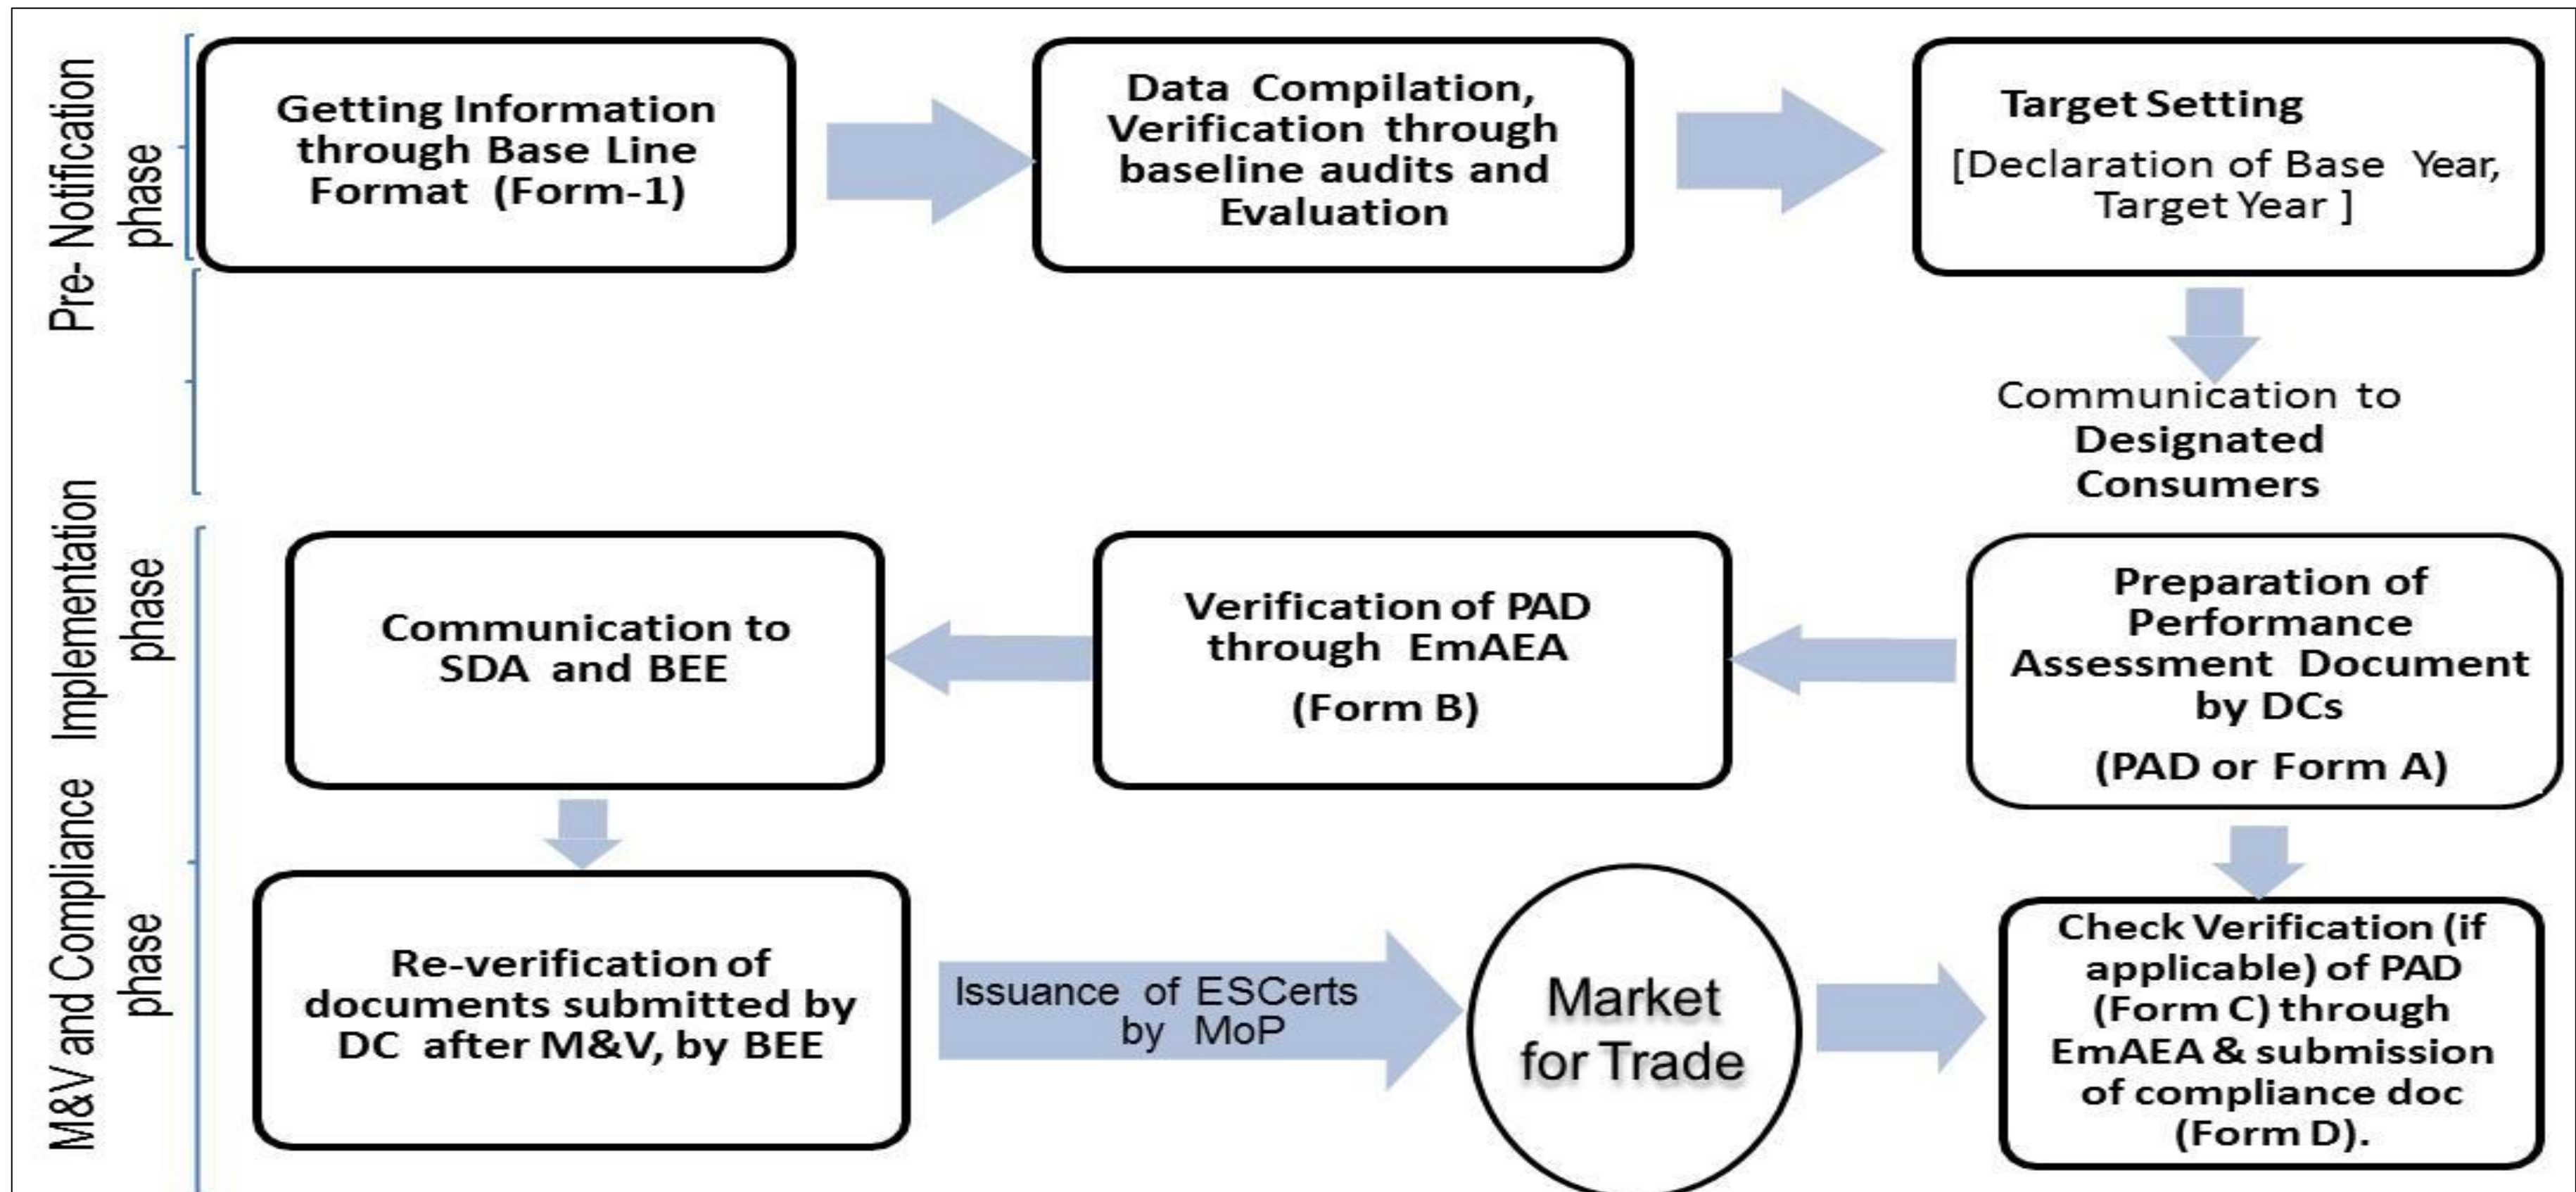 Pre- Notification
phase
Getting Information
through Base Line
Format (Form-1)
Data Compilation,
Verification through
baseline audits and
Evaluation
Target Setting
[Declaration of Base Year,
Target Year ]
Communication to
Designated
Consumers
Implementation
phase
Communication to
SDA and BEE
Verification of PAD
through EmAEA
(Form B)
Preparation of
Performance
Assessment Document
by DCs
(PAD or Form A)
M&V and Compliance
phase
Re-verification of
documents submitted by
DC after M&V, by BEE
Issuance of ESCerts
by MoP
Market
for Trade
Check Verification (if
applicable) of PAD
(Form C) through
EmAEA & submission
of compliance doc
(Form D).